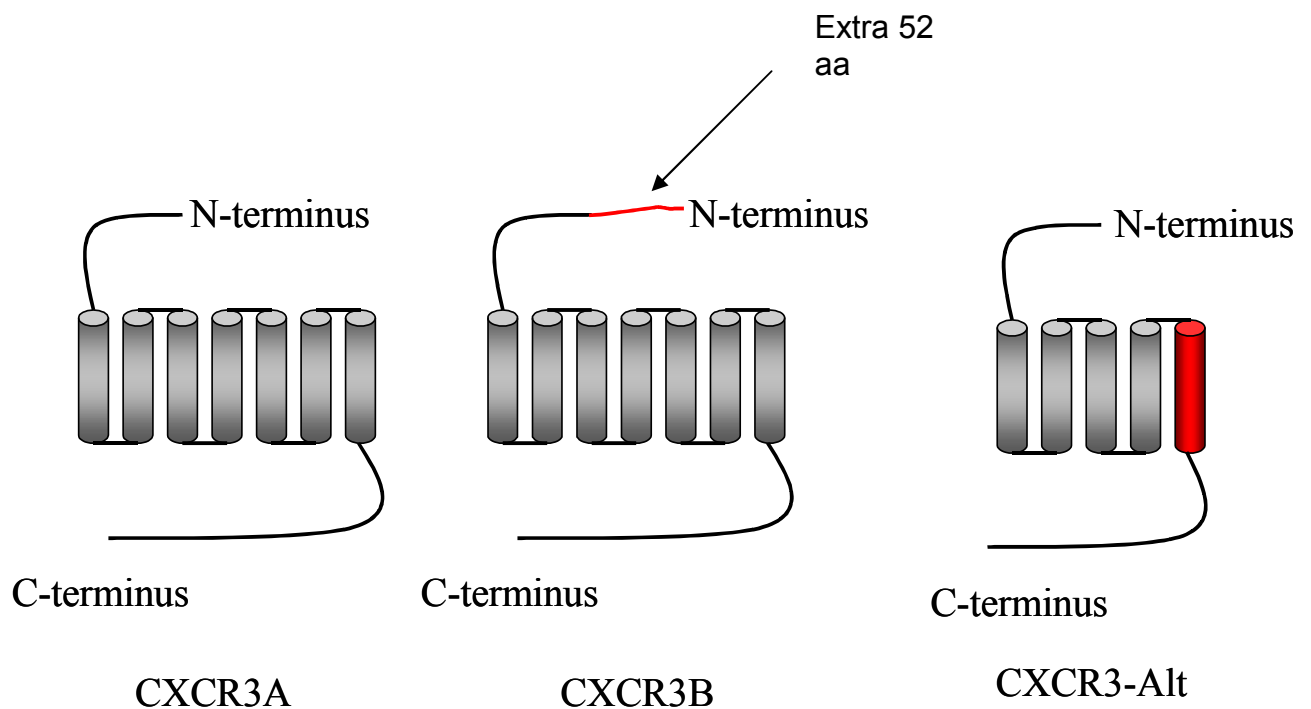 Extra 52
aa
N-terminus
N-terminus
N-terminus
C-terminus
C-terminus
C-terminus
CXCR3A
CXCR3B
CXCR3-Alt